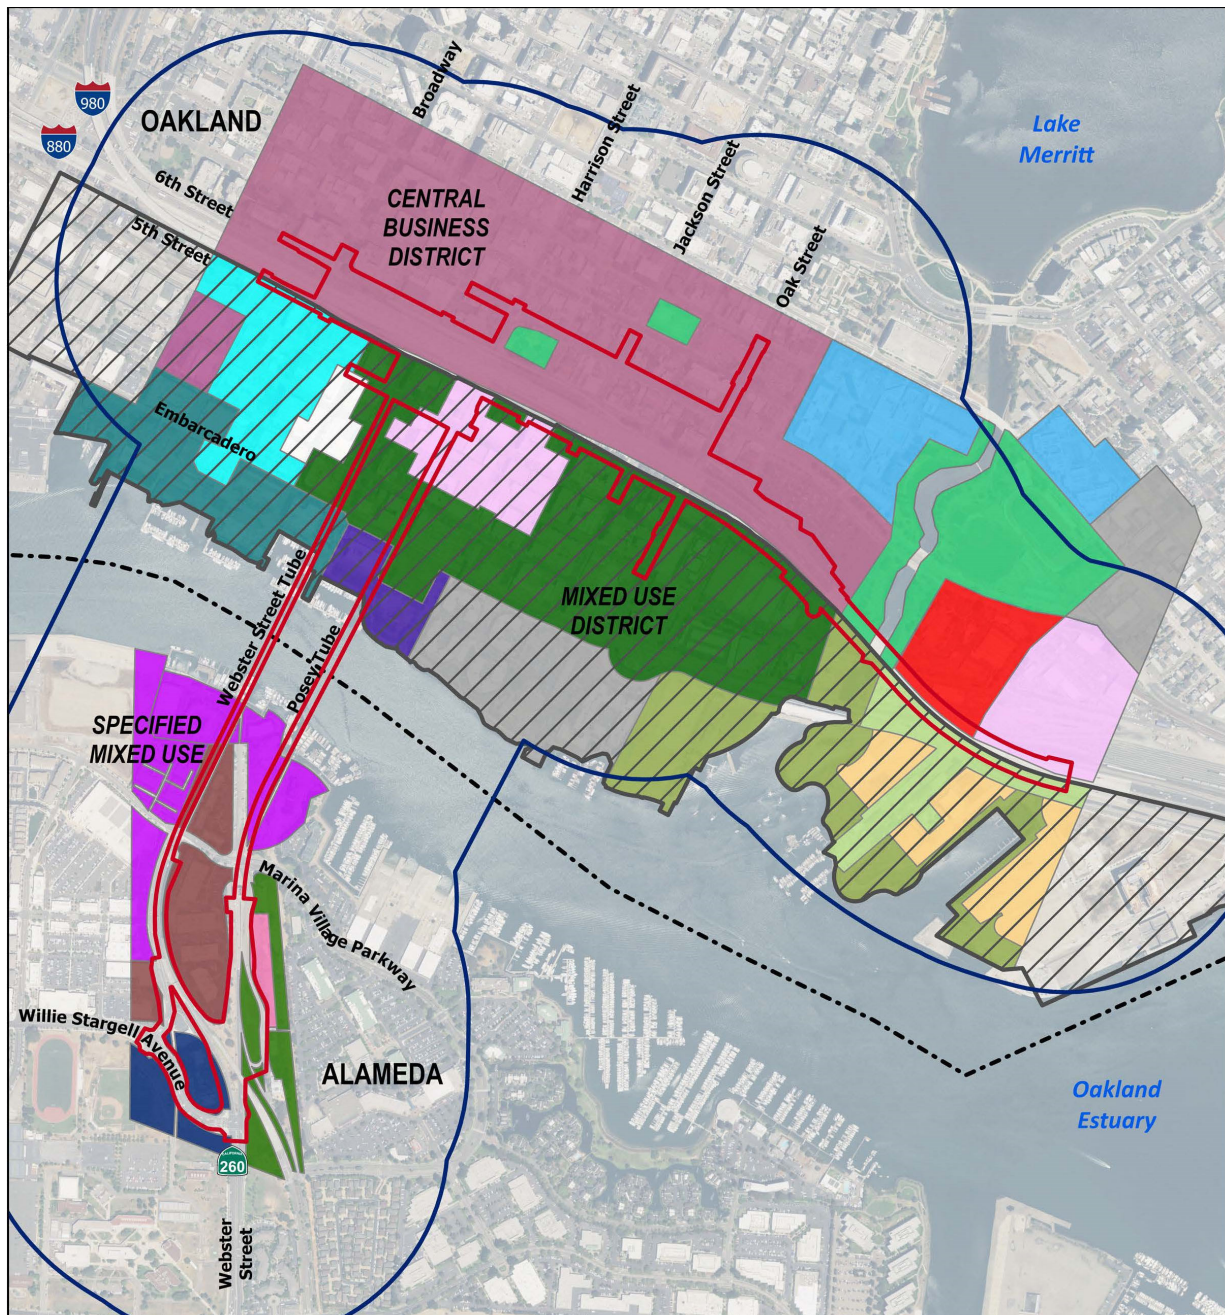 Broadway
980
OAKLAND
880
Harrison Street
Lake
Merritt
Jackson Street
6th Street
CENTRAL
BUSINESS
DISTRICT
5th Street
Oak Street
Embarcadero
Webster Street Tube
MIXED USE
DISTRICT
Posey Tube
SPECIFIED
MIXED USE
Marina Village Parkway
Willie Stargell Avenue
ALAMEDA
Oakland
Estuary
CALIFORNIA
260
Webster
Street